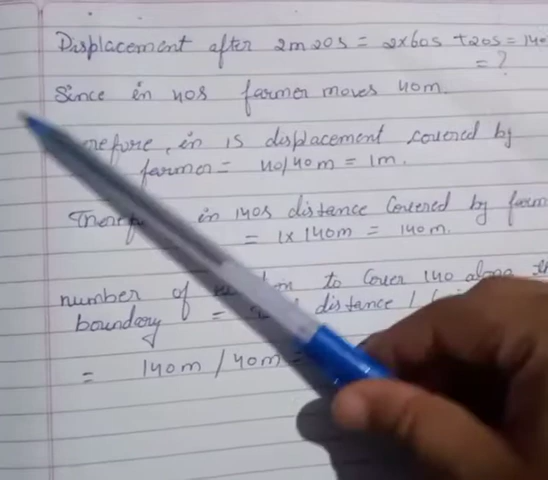 Displacement after 2m 20s = 2x60s + 20s = 140
= ?
Since in 40s farmer moves 40m.
in 1s displacement covered by
farmer = 40/40m = 1m.
in 140s distance covered by farm
= 1 x 140m = 140m.
number of to cover 140 along
boundary = distance /
= 140m / 40m =